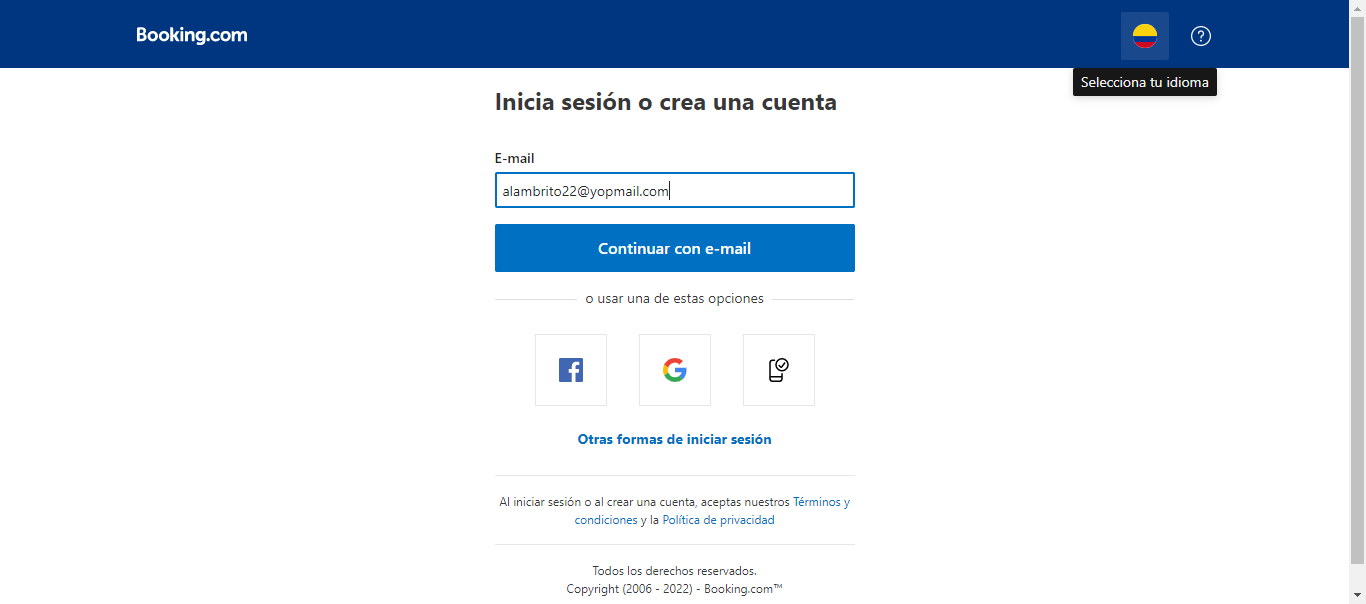 Booking.com
Selecciona tu idioma
Inicia sesión o crea una cuenta
E-mail
alambrito22@yopmail.com
Continuar con e-mail
o usar una de estas opciones
Otras formas de iniciar sesión
Al iniciar sesión o al crear una cuenta, aceptas nuestros Términos y
condiciones y la Política de privacidad
Todos los derechos reservados.
Copyright (2006 - 2022) - Booking.com™